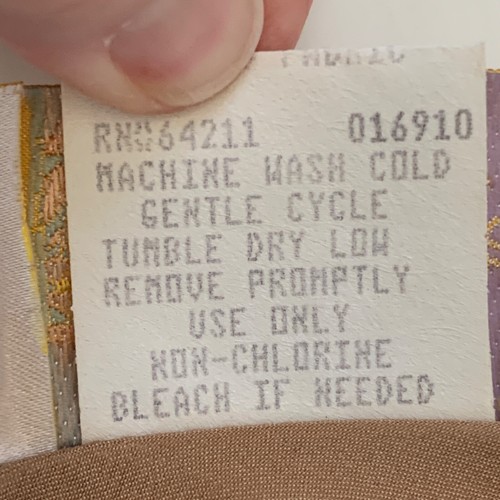 RN 64211 016910
MACHINE WASH COLD
GENTLE CYCLE
TUMBLE DRY LOW
REMOVE PROMPTLY
USE ONLY
NON-CHLORINE
BLEACH IF NEEDED